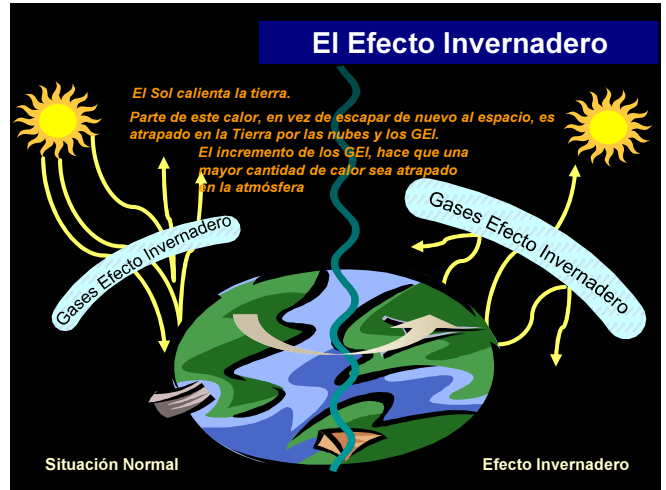 El Efecto Invernadero
El Sol calienta la tierra.
Parte de este calor, en vez de escapar de nuevo al espacio, es
atrapado en la Tierra por las nubes y los GEI.
El incremento de los GEI, hace que una
mayor cantidad de calor sea atrapado
en la atmósfera
Gases Efecto Invernadero
Gases Efecto Invernadero
Situación Normal
Efecto Invernadero